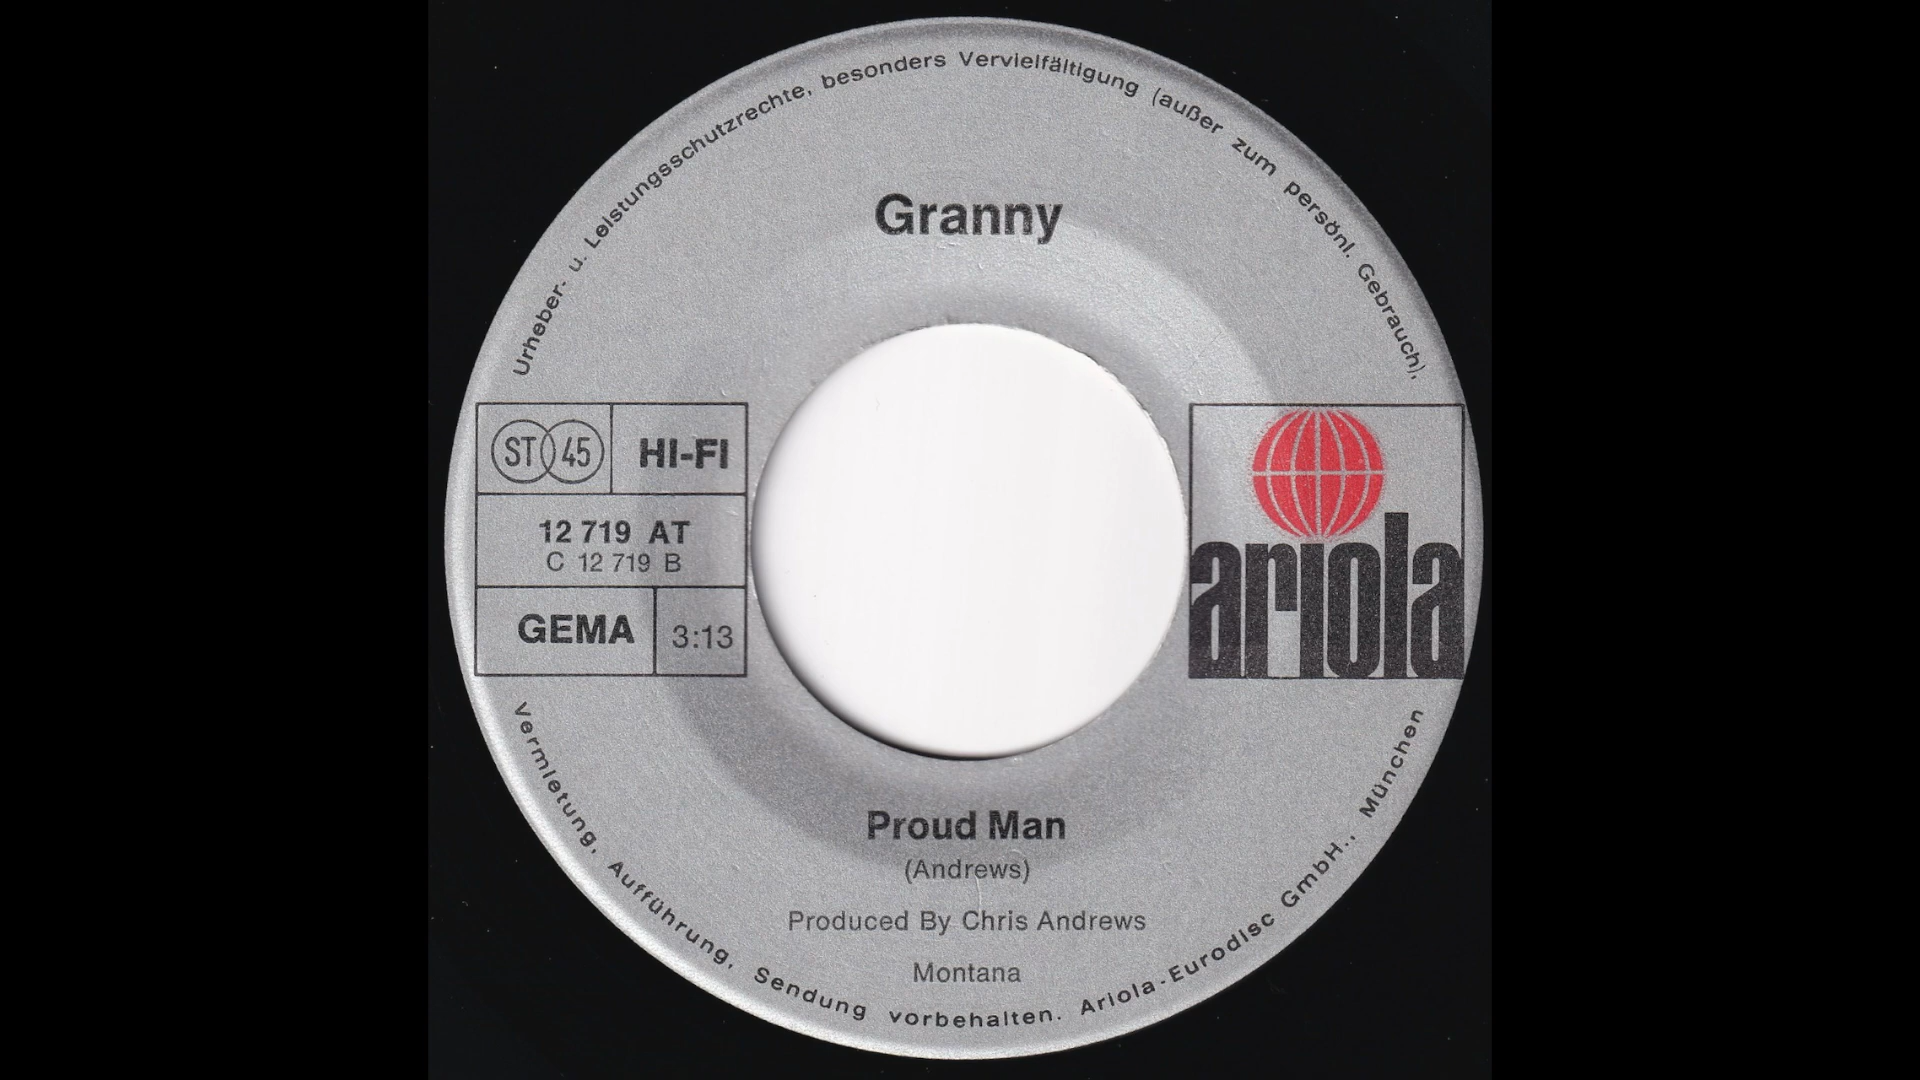 Urheber- u. Leistungsschutzrechte, besonders Vervielfältigung (außer zum persönl. Gebrauch),
Granny
ST 45
HI-FI
12 719 AT
C 12 719 B
GEMA
3:13
ariola
Proud Man
(Andrews)
Produced By Chris Andrews
Montana
Vermietung, Aufführung, Sendung vorbehalten. Ariola-Eurodisc GmbH., München